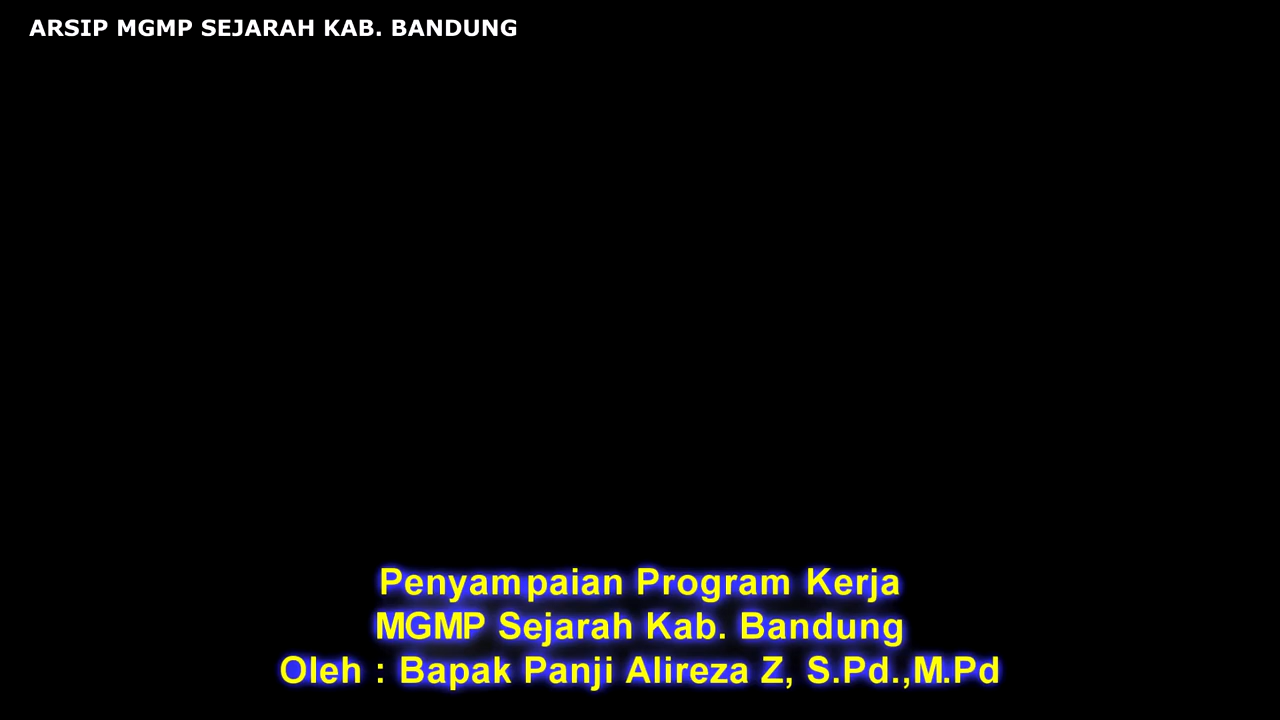 ARSIP MGMP SEJARAH KAB. BANDUNG
Penyampaian Program Kerja
MGMP Sejarah Kab. Bandung
Oleh : Bapak Panji Alireza Z, S.Pd.,M.Pd